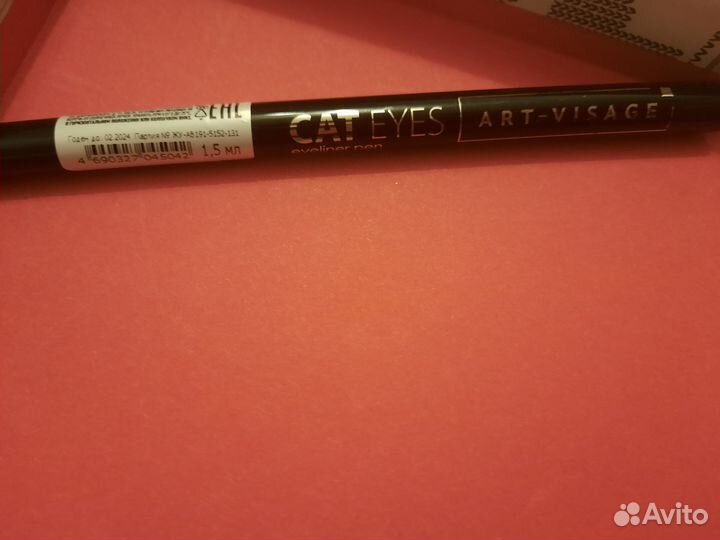 EAC
Годен до: 02.2024 Партия № ЖУ-АВ191-5152-131
4 690327 045042
1,5 мл
CAT EYES
eyeliner pen
ART-VISAGE
Avito